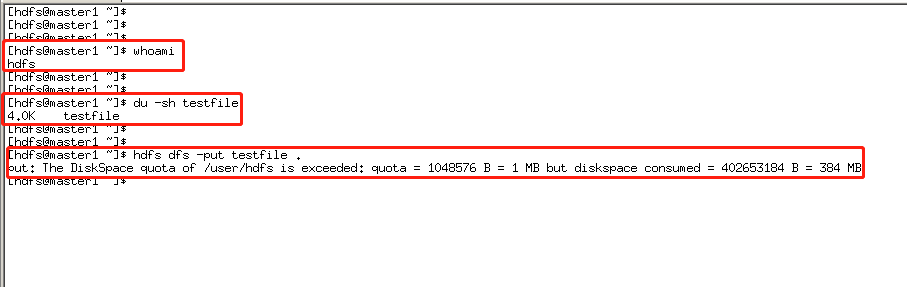 [hdfs@master1 ~]$
[hdfs@master1 ~]$
[hdfs@master1 ~]$
[hdfs@master1 ~]$ whoami
hdfs
[hdfs@master1 ~]$
[hdfs@master1 ~]$
[hdfs@master1 ~]$ du -sh testfile
4.0K    testfile
[hdfs@master1 ~]$
[hdfs@master1 ~]$
[hdfs@master1 ~]$ hdfs dfs -put testfile .
put: The DiskSpace quota of /user/hdfs is exceeded: quota = 1048576 B = 1 MB but diskspace consumed = 402653184 B = 384 MB
[hdfs@master1 ~]$